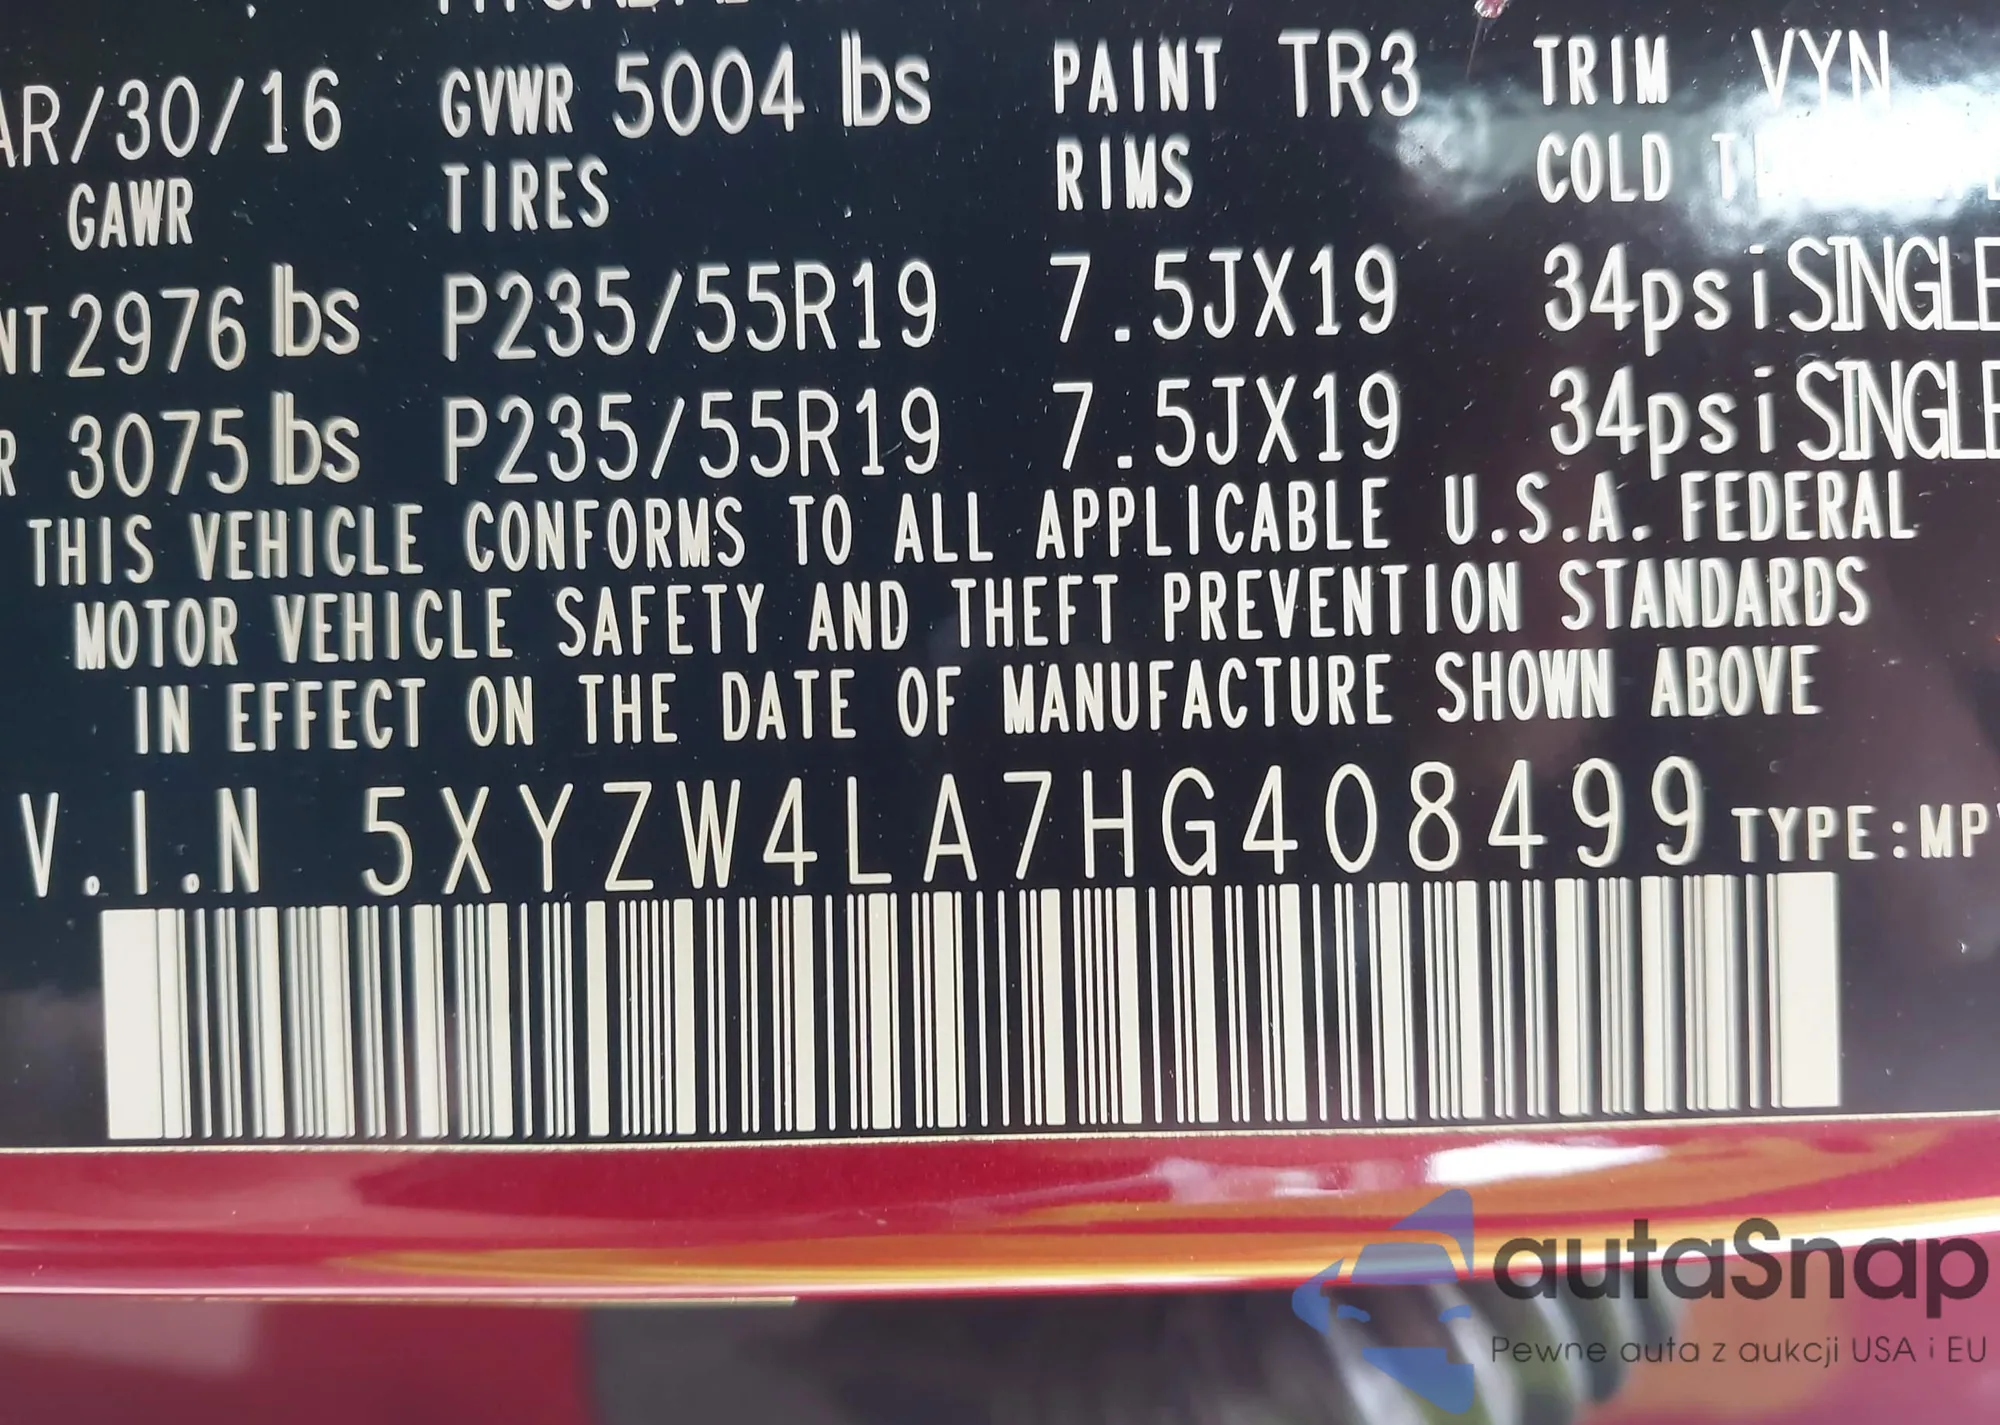 AR/30/16 GVWR 5004 lbs PAINT TR3 TRIM VYN
GAWR TIRES RIMS COLD
NT 2976 lbs P235/55R19 7.5JX19 34psi SINGLE
R 3075 lbs P235/55R19 7.5JX19 34psi SINGLE
THIS VEHICLE CONFORMS TO ALL APPLICABLE U.S.A. FEDERAL
MOTOR VEHICLE SAFETY AND THEFT PREVENTION STANDARDS
IN EFFECT ON THE DATE OF MANUFACTURE SHOWN ABOVE
V.I.N 5XYZW4LA7HG408499 TYPE:MPV
autaSnap
Pewne auta z aukcji USA i EU